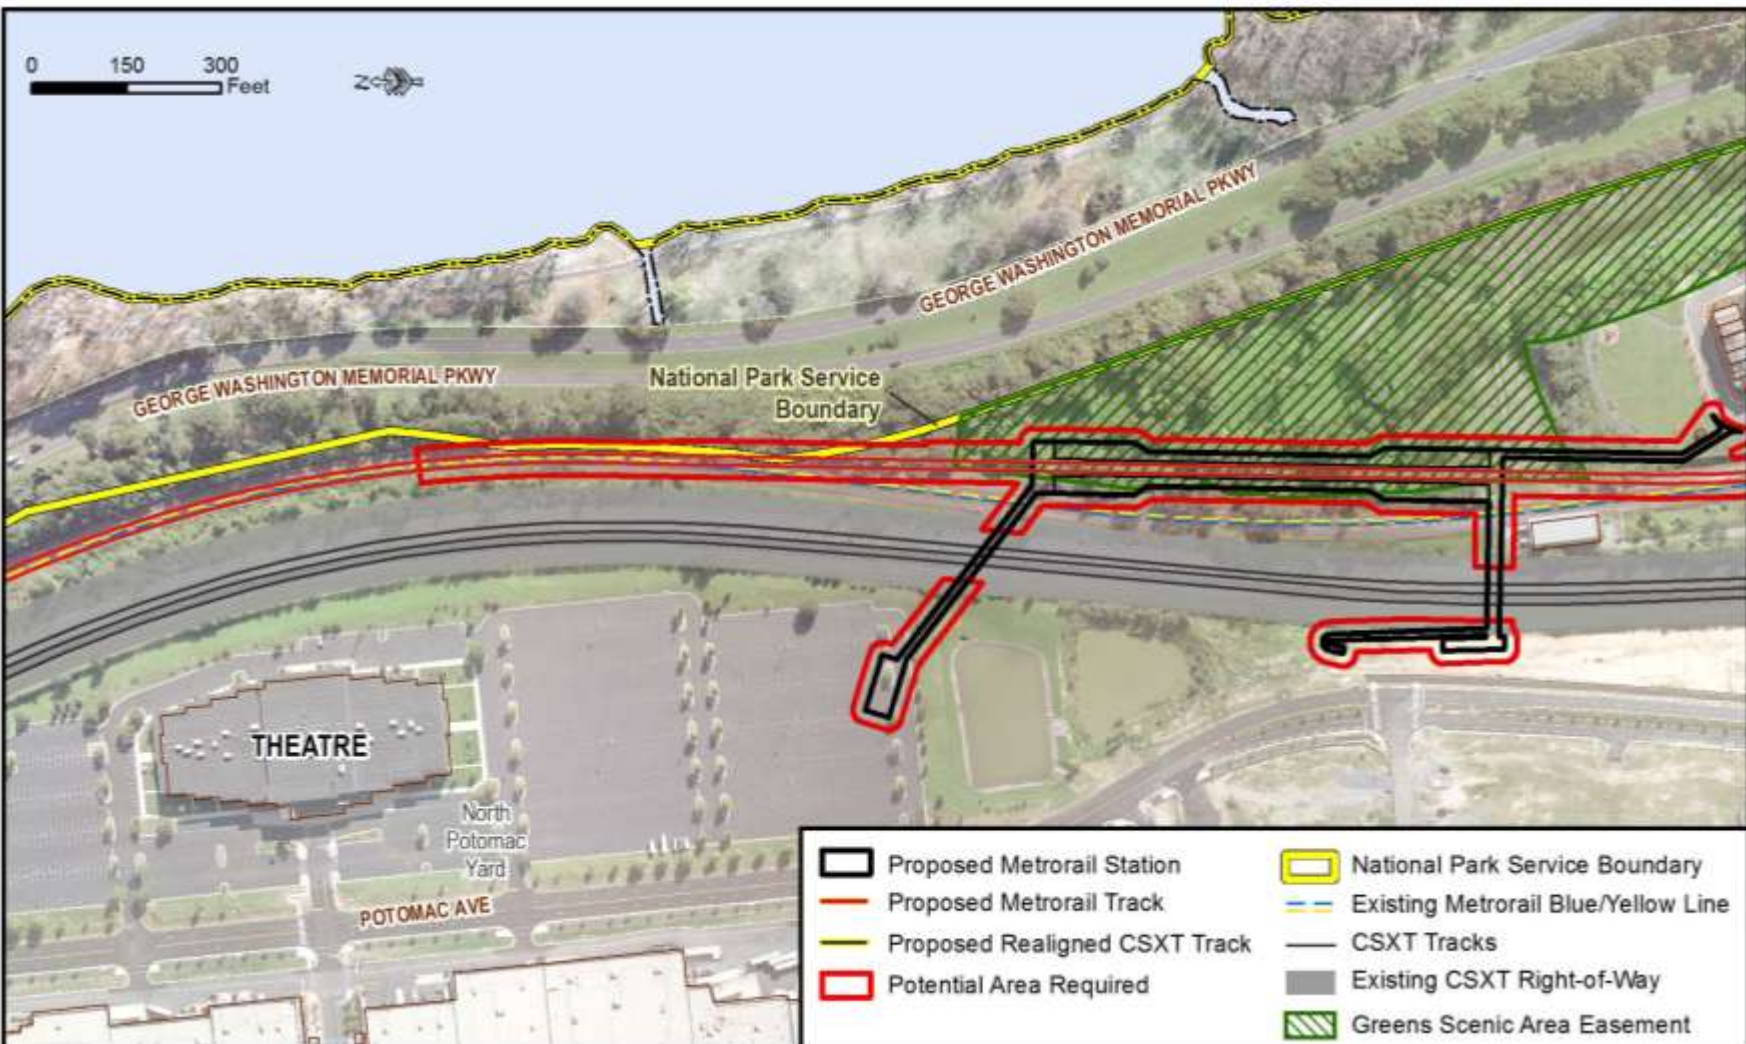 0 150 300
Feet
N
GEORGE WASHINGTON MEMORIAL PKWY
GEORGE WASHINGTON MEMORIAL PKWY
National Park Service
Boundary
THEATRE
North
Potomac
Yard
POTOMAC AVE
Proposed Metrorail Station
Proposed Metrorail Track
Proposed Realigned CSXT Track
Potential Area Required
National Park Service Boundary
Existing Metrorail Blue/Yellow Line
CSXT Tracks
Existing CSXT Right-of-Way
Greens Scenic Area Easement